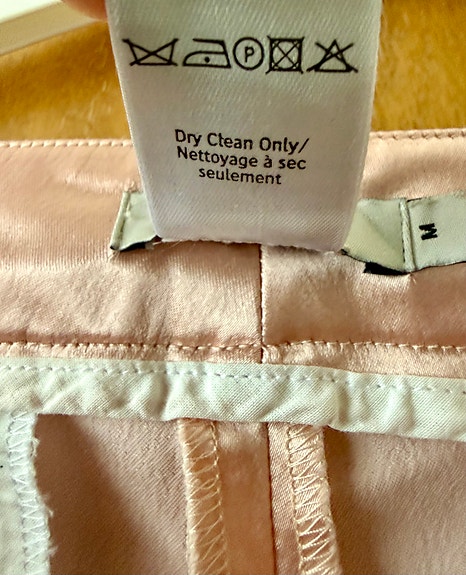 P
Dry Clean Only/
Nettoyage à sec
seulement
M